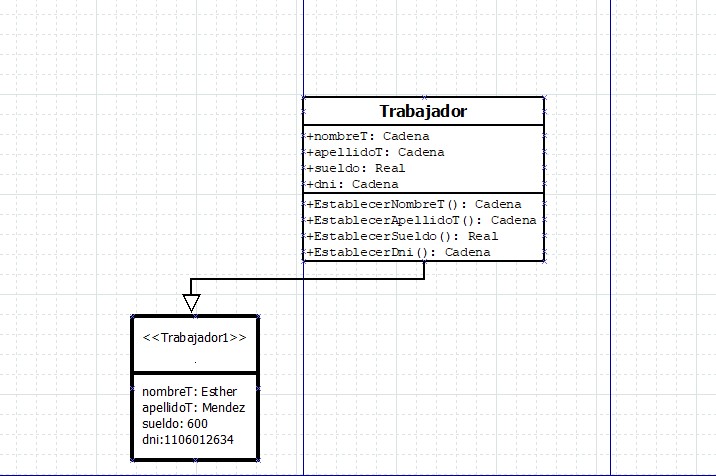 Trabajador
+nombreT: Cadena
+apellidoT: Cadena
+sueldo: Real
+dni: Cadena
+EstablecerNombreT(): Cadena
+EstablecerApellidoT(): Cadena
+EstablecerSueldo(): Real
+EstablecerDni(): Cadena
<<Trabajador1>>
.
nombreT: Esther
apellidoT: Mendez
sueldo: 600
dni:1106012634